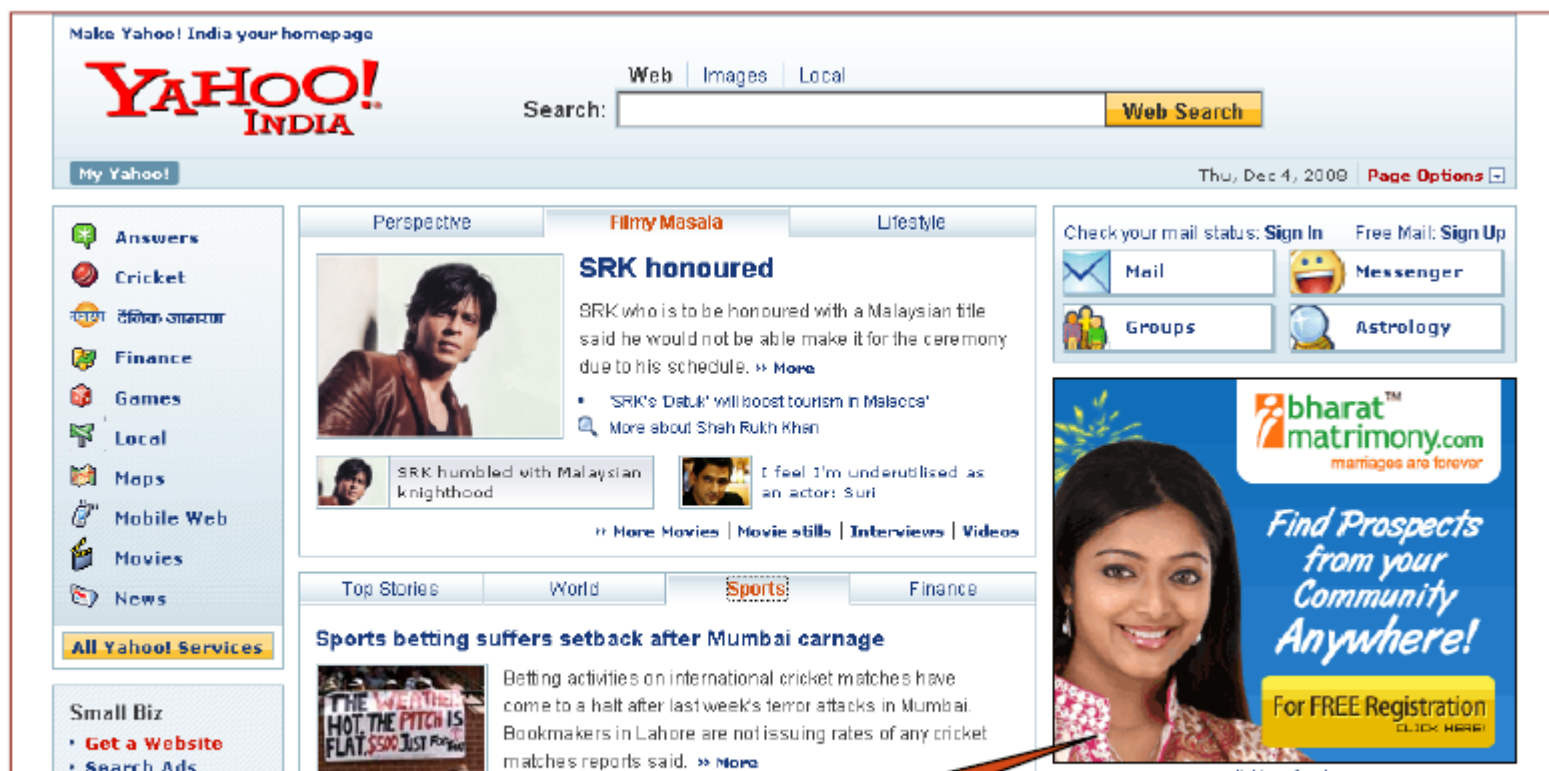 Make Yahoo! India your homepage
YAHOO!
INDIA
Web Images Local
Search: Web Search
My Yahoo!
Thu, Dec 4, 2008 Page Options
Answers
Cricket
दैनिक जागरण
Finance
Games
Local
Maps
Mobile Web
Movies
News
All Yahoo! Services
Small Biz
• Get a Website
• Search Ads
Perspective Filmy Masala Lifestyle
SRK honoured
SRK who is to be honoured with a Malaysian title
said he would not be able make it for the ceremony
due to his schedule. » More
• 'SRK's 'Datuk' will boost tourism in Malacca'
More about Shah Rukh Khan
SRK humbled with Malaysian
knighthood
I feel I'm underutilised as
an actor: Suri
» More Movies | Movie stills | Interviews | Videos
Top Stories World Sports Finance
Sports betting suffers setback after Mumbai carnage
THE WEATHER
HOT THE PITCH IS
FLAT, $500 JUST FOR
Betting activities on international cricket matches have
come to a halt after last week's terror attacks in Mumbai.
Bookmakers in Lahore are not issuing rates of any cricket
matches reports said. » More
Check your mail status: Sign In Free Mail: Sign Up
Mail Messenger
Groups Astrology
bharat™
matrimony.com
marriages are forever
Find Prospects
from your
Community
Anywhere!
For FREE Registration
CLICK HERE!